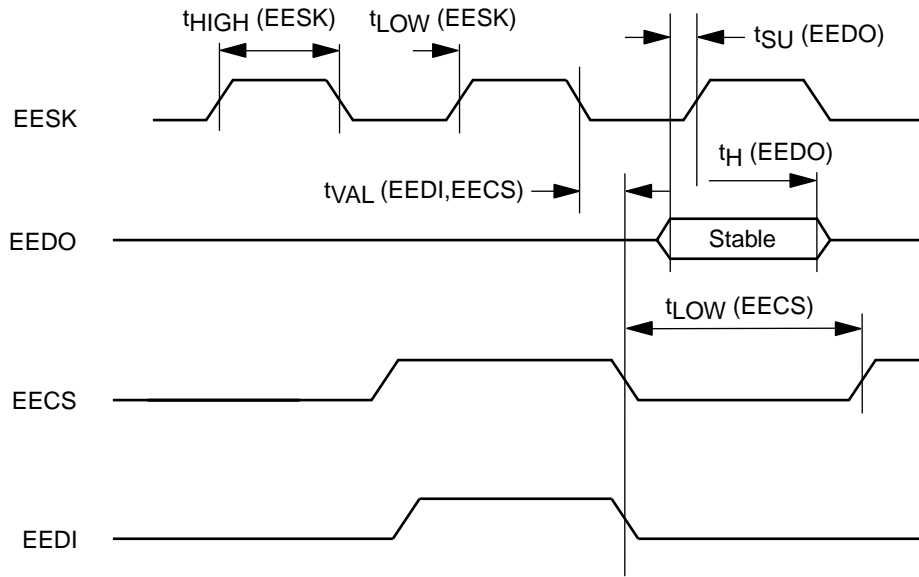 tHIGH (EESK)
tLOW (EESK)
tSU (EEDO)
EESK
tH (EEDO)
tVAL (EEDI,EECS)
EEDO
Stable
tLOW (EECS)
EECS
EEDI